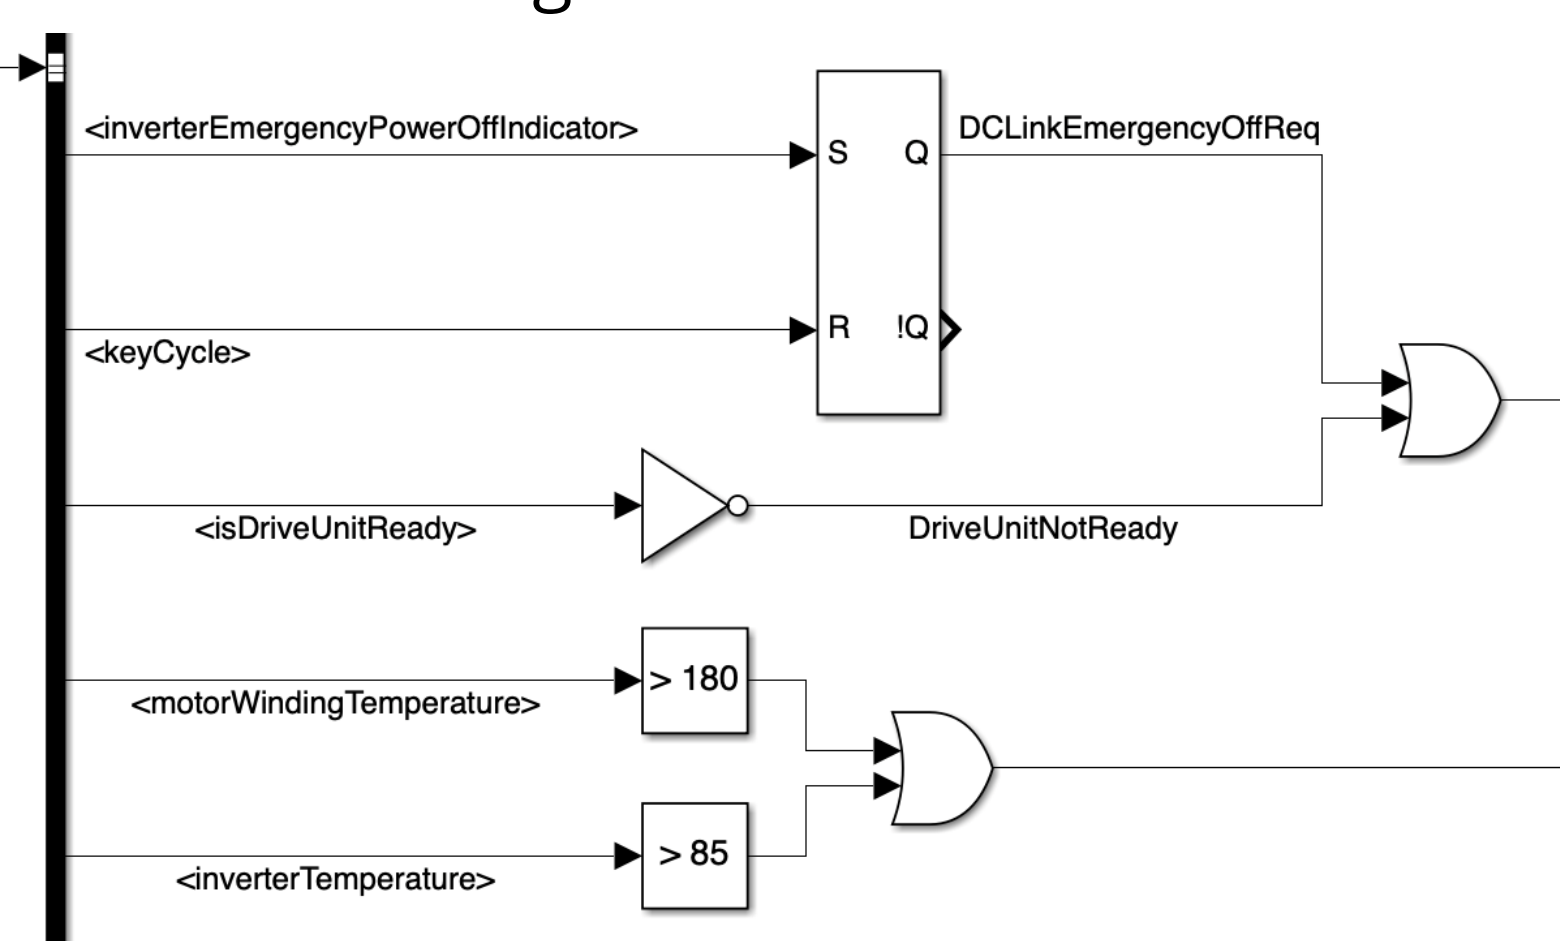 <inverterEmergencyPowerOffIndicator>
S Q
DCLinkEmergencyOffReq
R !Q
<keyCycle>
<isDriveUnitReady>
DriveUnitNotReady
> 180
<motorWindingTemperature>
> 85
<inverterTemperature>